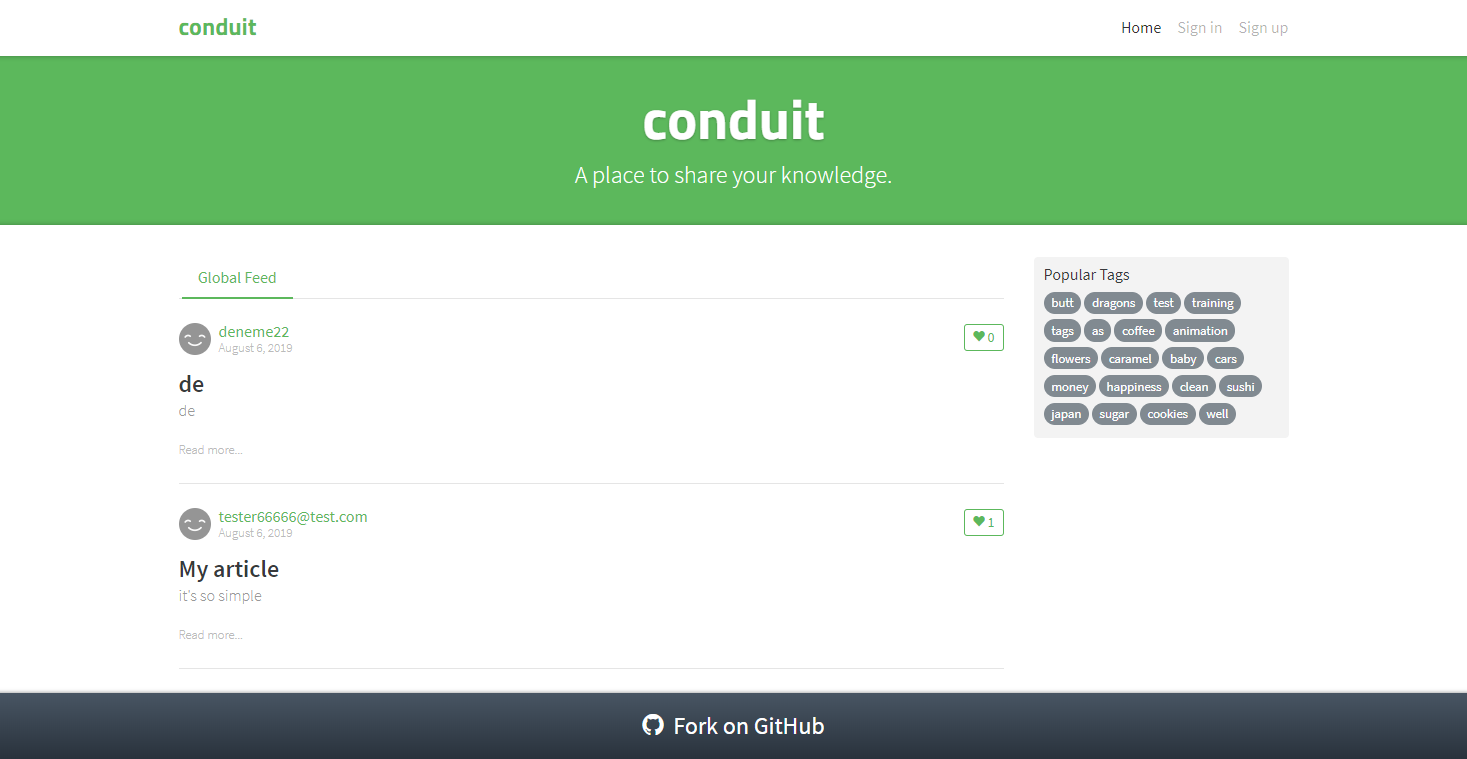 conduit
Home Sign in Sign up
conduit
A place to share your knowledge.
Global Feed
deneme22
August 6, 2019
0
de
de
Read more...
tester66666@test.com
August 6, 2019
1
My article
it's so simple
Read more...
Popular Tags
butt dragons test training
tags as coffee animation
flowers caramel baby cars
money happiness clean sushi
japan sugar cookies well
Fork on GitHub